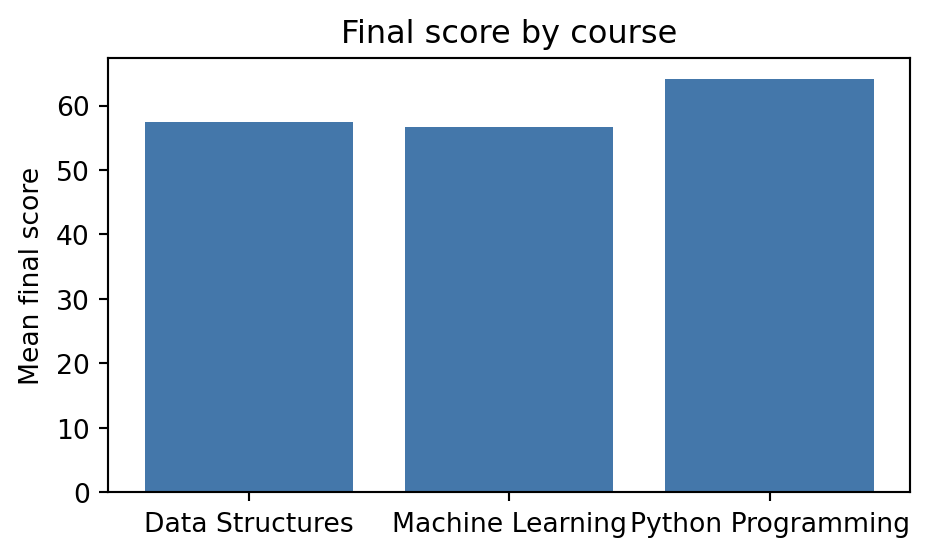 Final score by course
Mean final score
60
50
40
30
20
10
0
Data Structures
Machine Learning
Python Programming